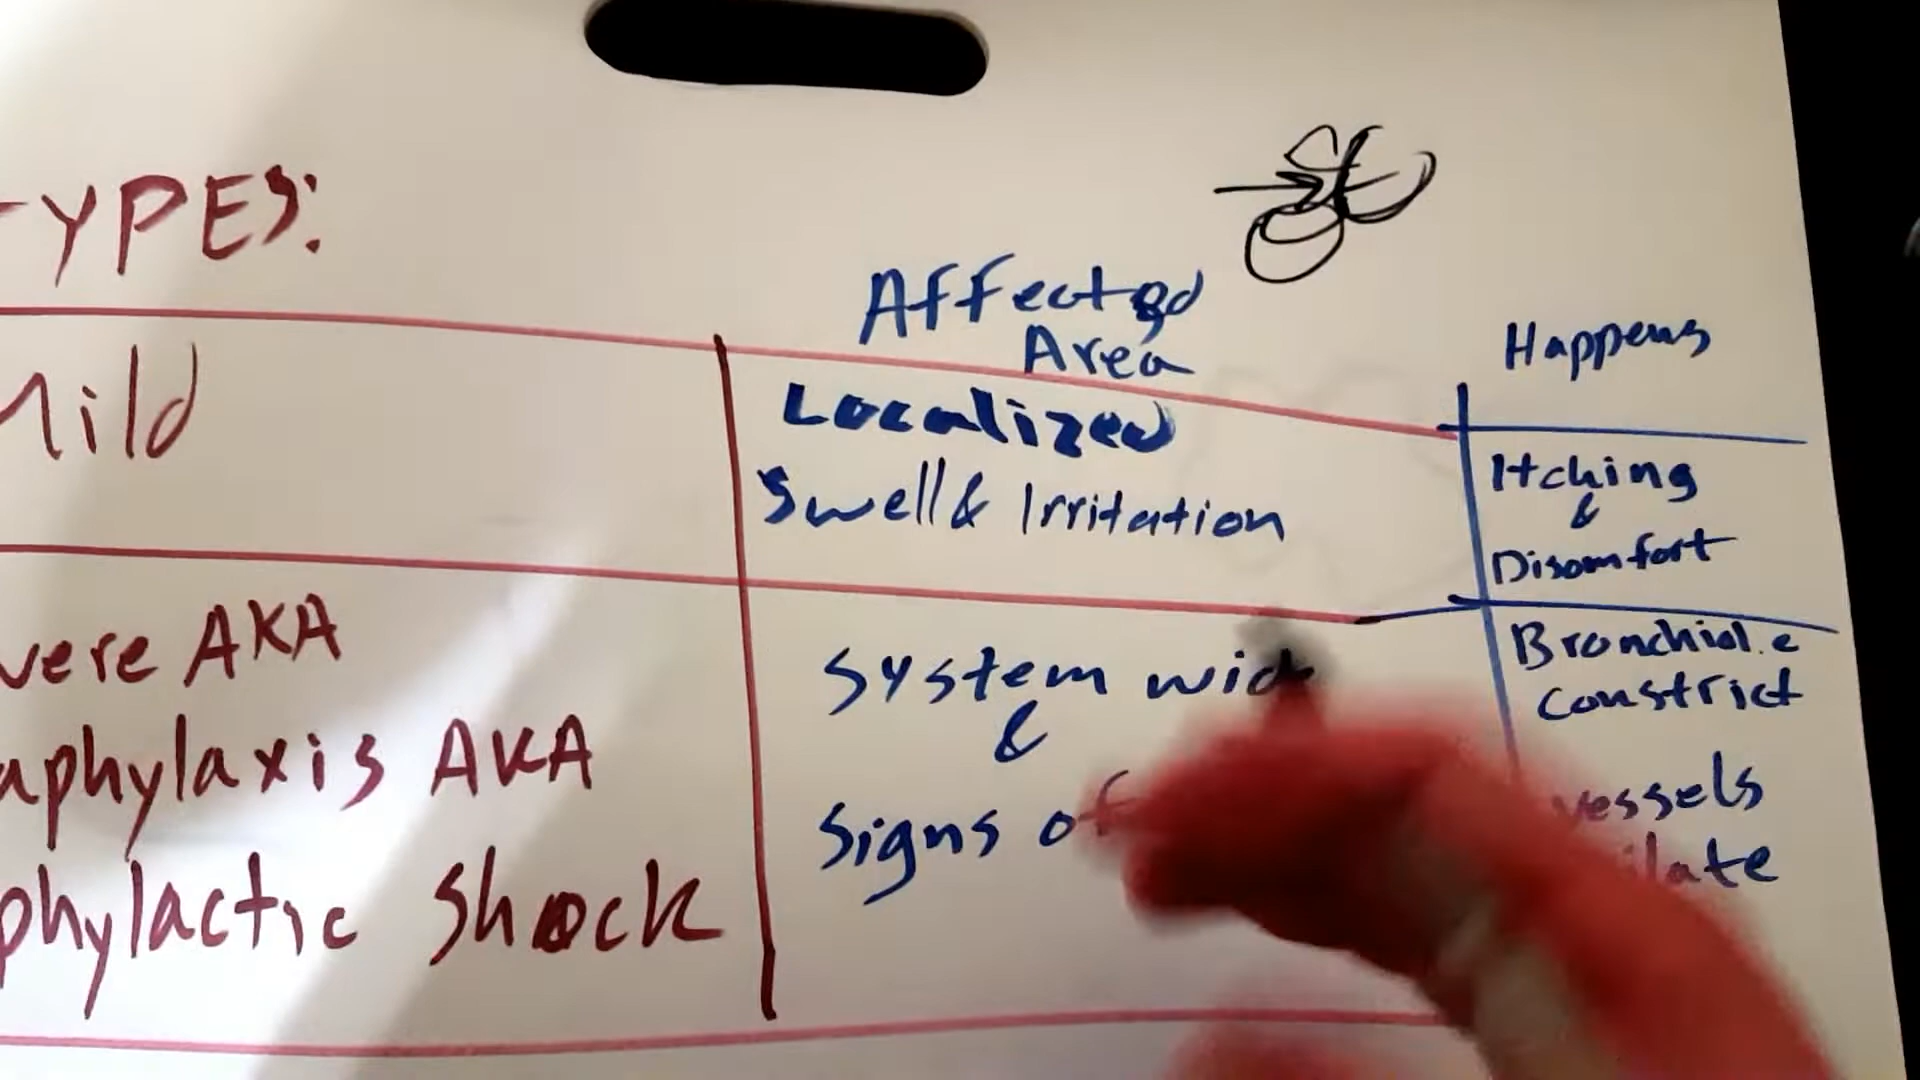 TYPES:
Affected
Area
Happens
Mild
Localized
Swell & Irritation
Itching
&
Disomfort
vere AKA
aphylaxis AKA
phylactic Shock
System wid
&
Signs of
Bronchiole
constrict
vessels
ilate